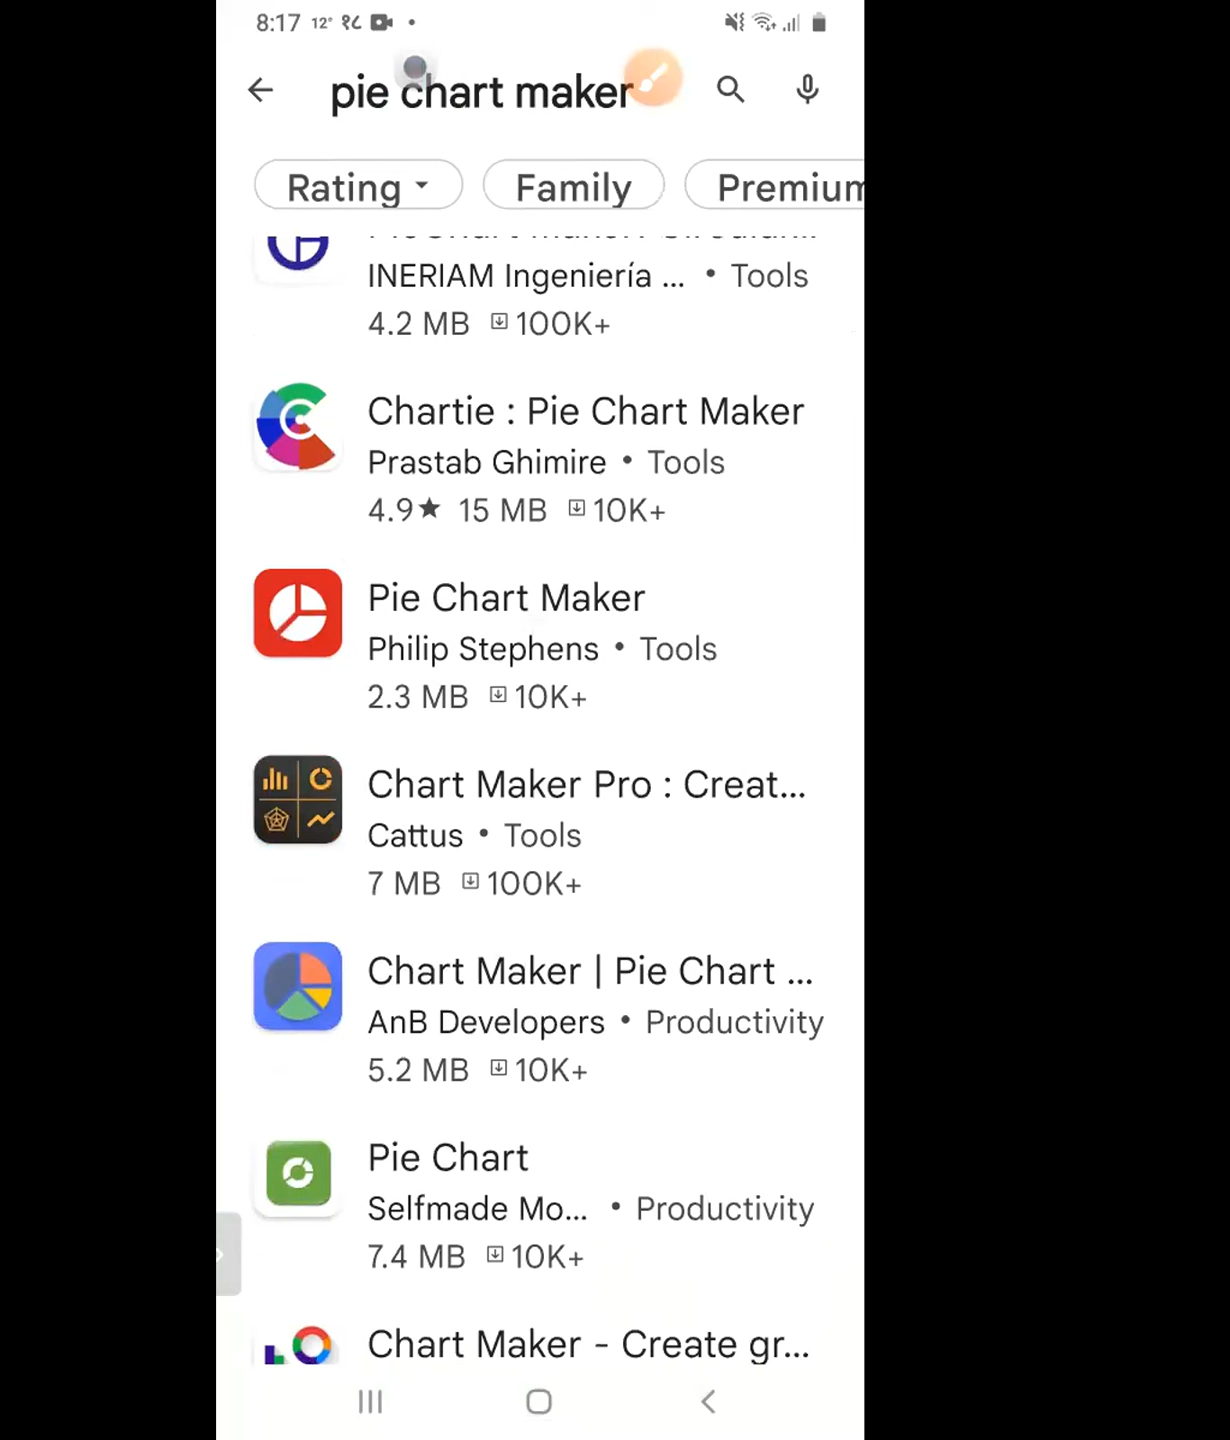 8:17 12° १८
pie chart maker
Rating Family Premium
INERIAM Ingeniería ... • Tools
4.2 MB 100K+
Chartie : Pie Chart Maker
Prastab Ghimire • Tools
4.9★ 15 MB 10K+
Pie Chart Maker
Philip Stephens • Tools
2.3 MB 10K+
Chart Maker Pro : Creat...
Cattus • Tools
7 MB 100K+
Chart Maker | Pie Chart ...
AnB Developers • Productivity
5.2 MB 10K+
Pie Chart
Selfmade Mo... • Productivity
7.4 MB 10K+
Chart Maker - Create gr...